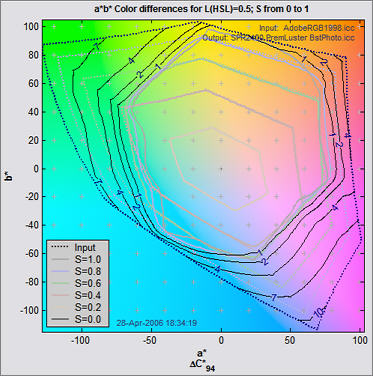 a*b* Color differences for L(HSL)=0.5; S from 0 to 1
Input: AdobeRGB1998.icc
Output: SP2400 PremLuster BstPhoto.icc
100
80
60
40
20
0
-20
-40
-60
-80
-100
b*
Input
S=1.0
S=0.8
S=0.6
S=0.4
S=0.2
S=0.0
28-Apr-2006 18:34:19
-100
-50
0
50
100
a*
ΔC*94